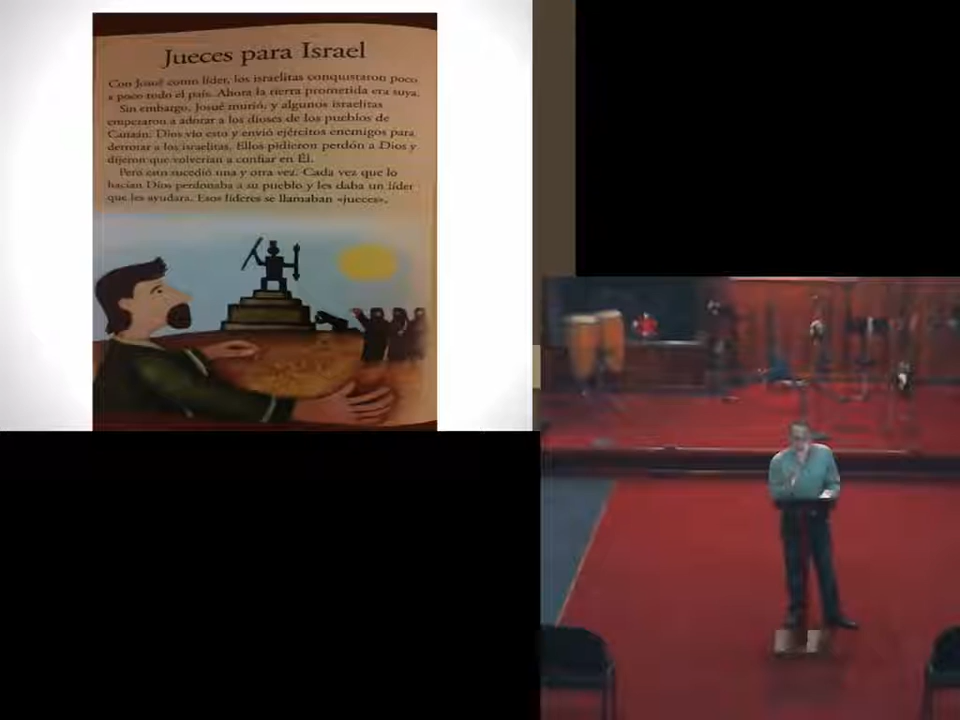 Jueces para Israel
Con Josué como líder, los israelitas conquistaron poco
a poco todo el país. Ahora la tierra prometida era suya.
Sin embargo, Josué murió, y algunos israelitas
empezaron a adorar a los dioses de los pueblos de
Canaán. Dios vio esto y envió ejércitos enemigos para
derrotar a los israelitas. Ellos pidieron perdón a Dios y
dijeron que volverían a confiar en Él.
Pero esto sucedió una y otra vez. Cada vez que lo
hacían Dios perdonaba a su pueblo y les daba un líder
que les ayudara. Esos líderes se llamaban «jueces».